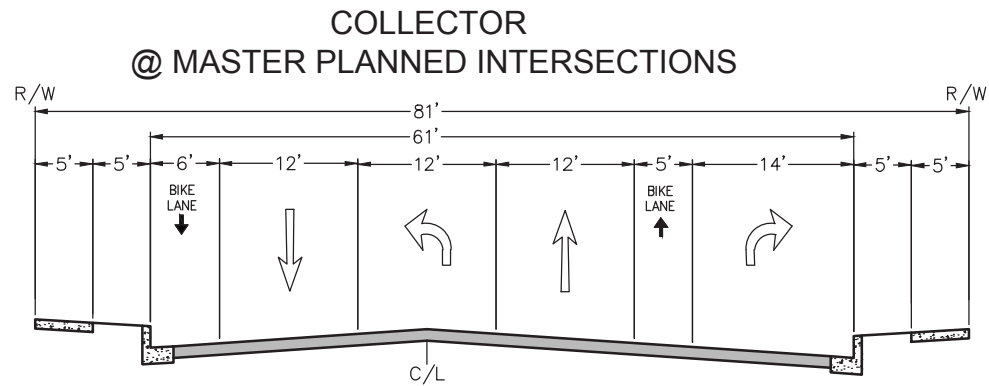 COLLECTOR
@ MASTER PLANNED INTERSECTIONS
R/W R/W
81'
61'
5' 5' 6' 12' 12' 12' 5' 14' 5' 5'
BIKE BIKE
LANE LANE
C/L